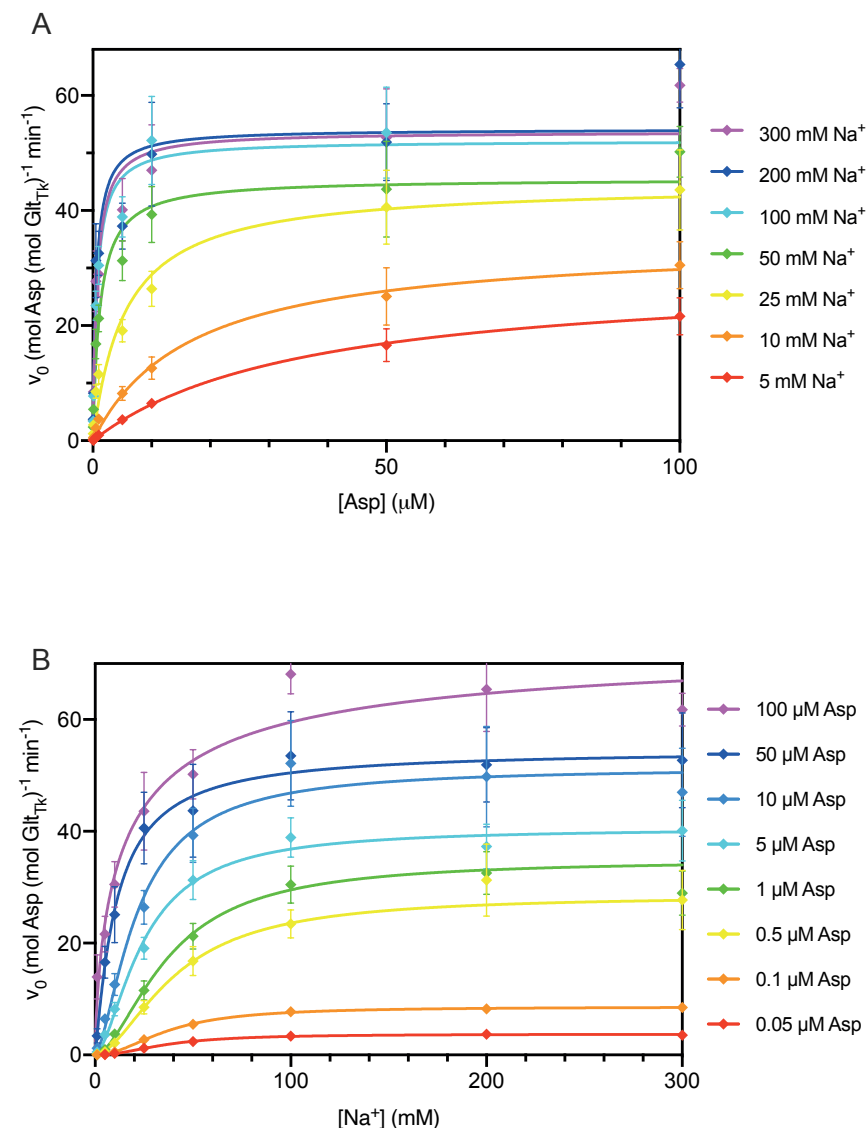 A
v₀ (mol Asp (mol Glt_Tk)⁻¹ min⁻¹)
60
40
20
0
0
50
100
[Asp] (μM)
300 mM Na⁺
200 mM Na⁺
100 mM Na⁺
50 mM Na⁺
25 mM Na⁺
10 mM Na⁺
5 mM Na⁺
B
v₀ (mol Asp (mol Glt_Tk)⁻¹ min⁻¹)
60
40
20
0
0
100
200
300
[Na⁺] (mM)
100 µM Asp
50 µM Asp
10 µM Asp
5 µM Asp
1 µM Asp
0.5 µM Asp
0.1 µM Asp
0.05 µM Asp